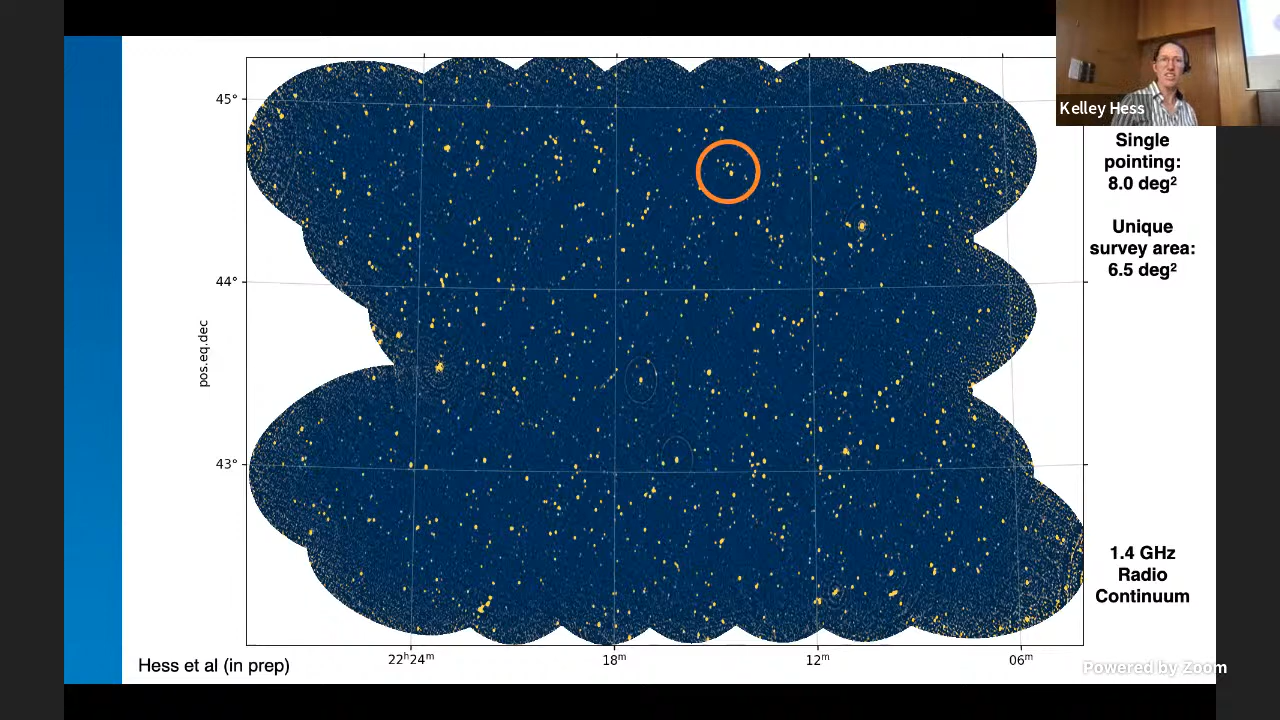 Kelley Hess
Single
pointing:
8.0 deg²
Unique
survey area:
6.5 deg²
45°
44°
43°
pos.eq.dec
1.4 GHz
Radio
Continuum
22ʰ24ᵐ
18ᵐ
12ᵐ
06ᵐ
Hess et al (in prep)
Powered by Zoom